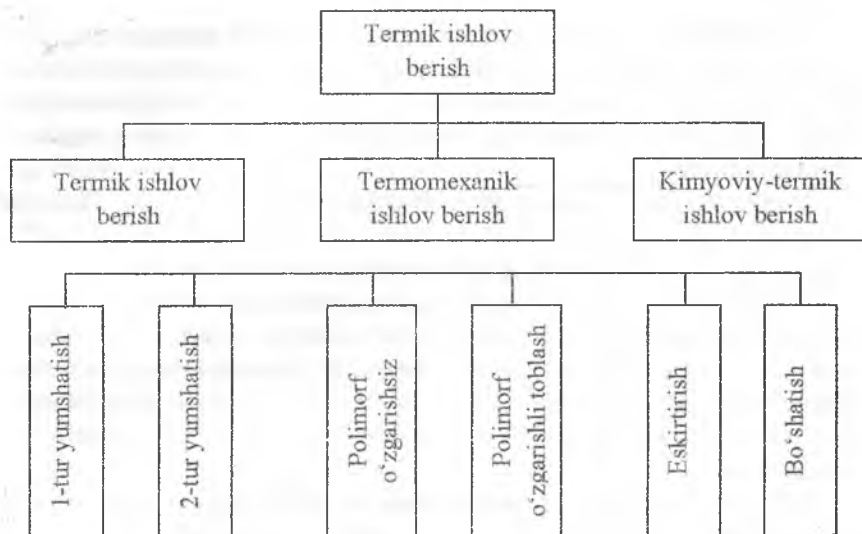 Termik ishlov
berish
Termik ishlov
berish
Termomexanik
ishlov berish
Kimyoviy-termik
ishlov berish
1-tur yumshatish
2-tur yumshatish
Polimorf
o‘zgarishsiz
Polimorf
o‘zgarishli toblash
Eskirtirish
Bo‘shatish